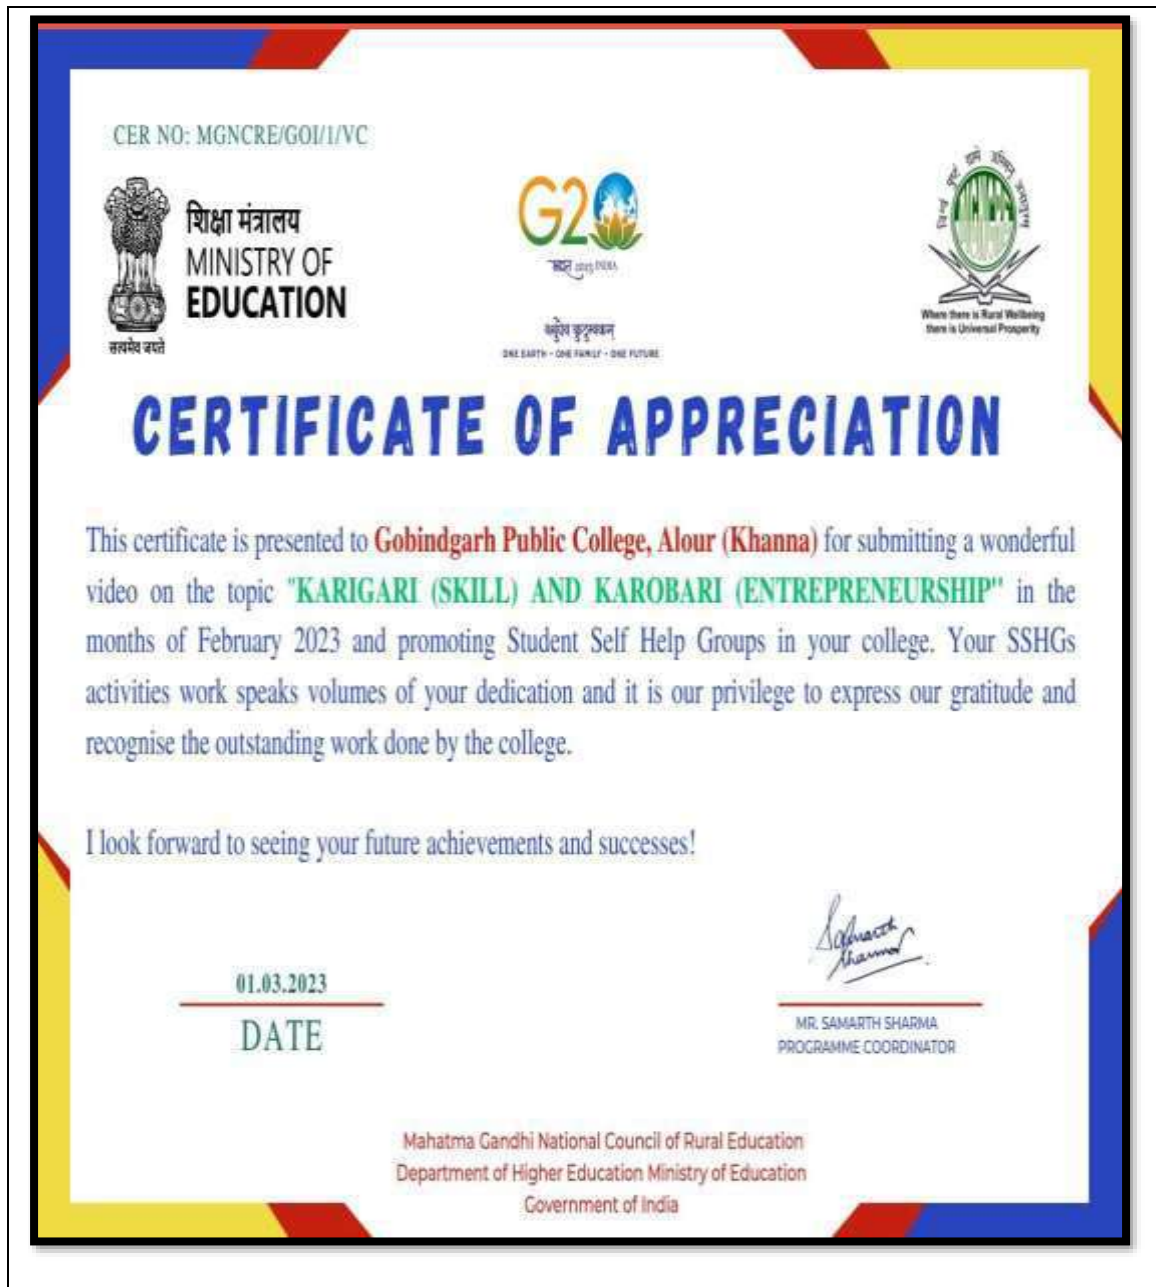 CER NO: MGNCRE/GOI/1/VC
शिक्षा मंत्रालय
MINISTRY OF
EDUCATION
सत्यमेव जयते
G20
भारत 2023 INDIA
वसुधैव कुटुम्बकम्
ONE EARTH • ONE FAMILY • ONE FUTURE
Where there is Rural Wellbeing
there is Universal Prosperity
CERTIFICATE OF APPRECIATION
This certificate is presented to Gobindgarh Public College, Alour (Khanna) for submitting a wonderful
video on the topic "KARIGARI (SKILL) AND KAROBARI (ENTREPRENEURSHIP" in the
months of February 2023 and promoting Student Self Help Groups in your college. Your SSHGs
activities work speaks volumes of your dedication and it is our privilege to express our gratitude and
recognise the outstanding work done by the college.
I look forward to seeing your future achievements and successes!
Samarth
Sharma
01.03.2023
DATE
MR. SAMARTH SHARMA
PROGRAMME COORDINATOR
Mahatma Gandhi National Council of Rural Education
Department of Higher Education Ministry of Education
Government of India